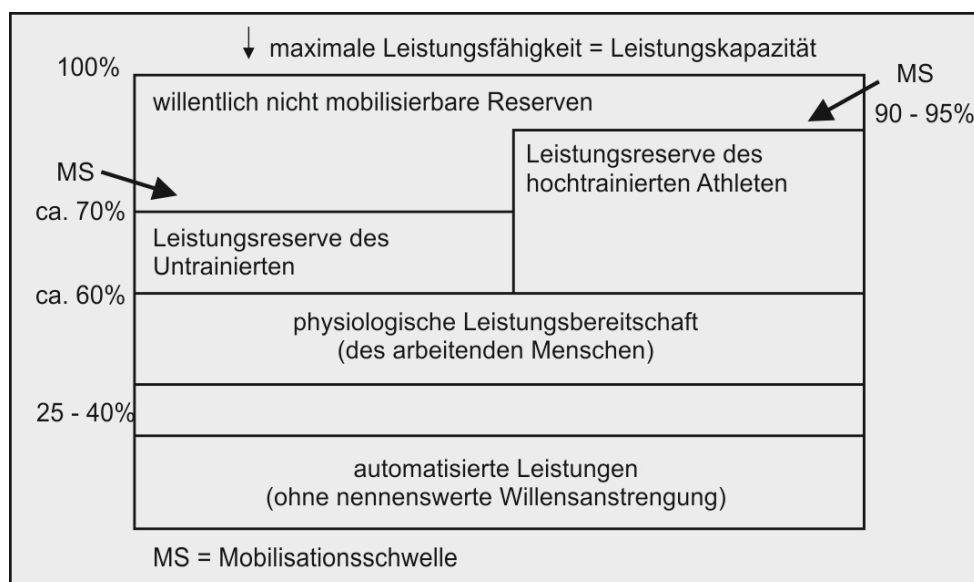 maximale Leistungsfähigkeit = Leistungskapazität
100%
MS
willentlich nicht mobilisierbare Reserven
90 - 95%
Leistungsreserve des
hochtrainierten Athleten
MS
ca. 70%
Leistungsreserve des
Untrainierten
ca. 60%
physiologische Leistungsbereitschaft
(des arbeitenden Menschen)
25 - 40%
automatisierte Leistungen
(ohne nennenswerte Willensanstrengung)
MS = Mobilisationsschwelle